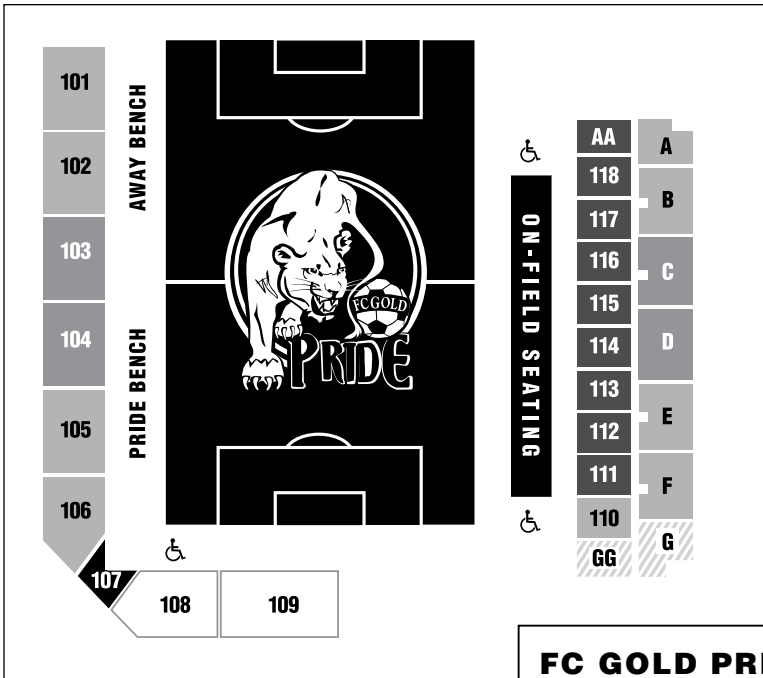 101
102
103
104
105
106
107
108
109
AWAY BENCH
PRIDE BENCH
FC GOLD
PRIDE
ON-FIELD SEATING
AA
118
117
116
115
114
113
112
111
110
GG
A
B
C
D
E
F
G
FC GOLD PRI